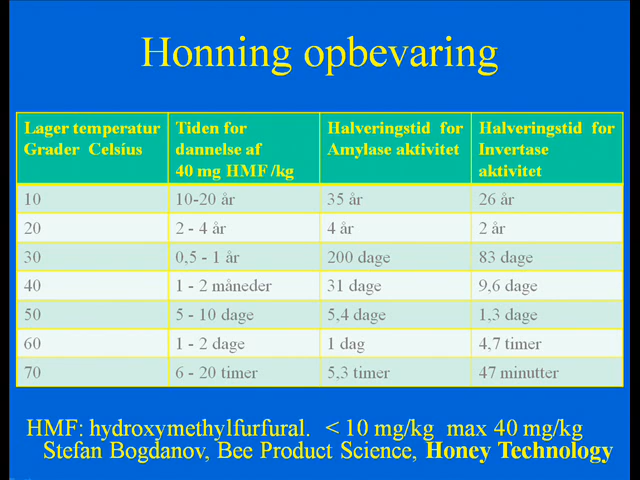 Honning opbevaring
Lager temperatur Grader Celsíus | Tiden for dannelse af 40 mg HMF /kg | Halveringstid for Amylase aktivitet | Halveringstid for Invertase aktivitet
10 | 10-20 år | 35 år | 26 år
20 | 2 - 4 år | 4 år | 2 år
30 | 0,5 - 1 år | 200 dage | 83 dage
40 | 1 - 2 måneder | 31 dage | 9,6 dage
50 | 5 - 10 dage | 5,4 dage | 1,3 dage
60 | 1 - 2 dage | 1 dag | 4,7 timer
70 | 6 - 20 timer | 5,3 timer | 47 minutter
HMF: hydroxymethylfurfural. < 10 mg/kg max 40 mg/kg
Stefan Bogdanov, Bee Product Science, Honey Technology